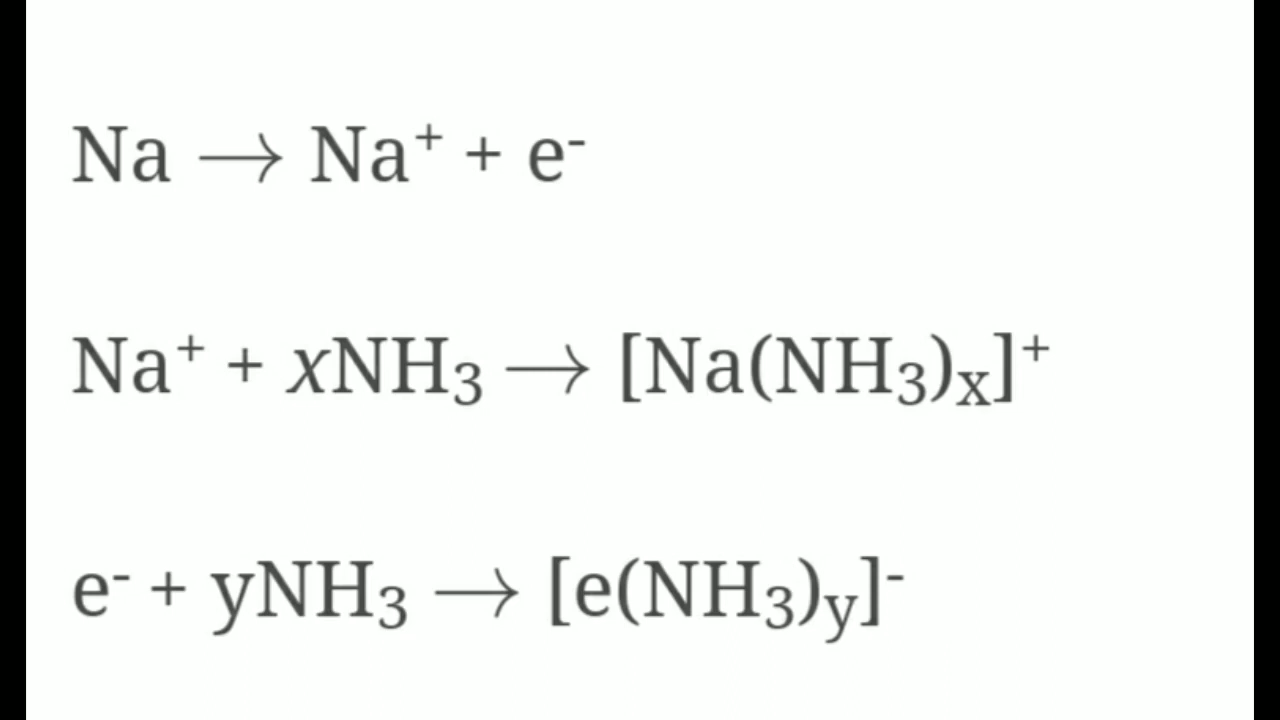 Na → Na⁺ + e⁻
Na⁺ + xNH₃ → [Na(NH₃)ₓ]⁺
e⁻ + yNH₃ → [e(NH₃)y]⁻